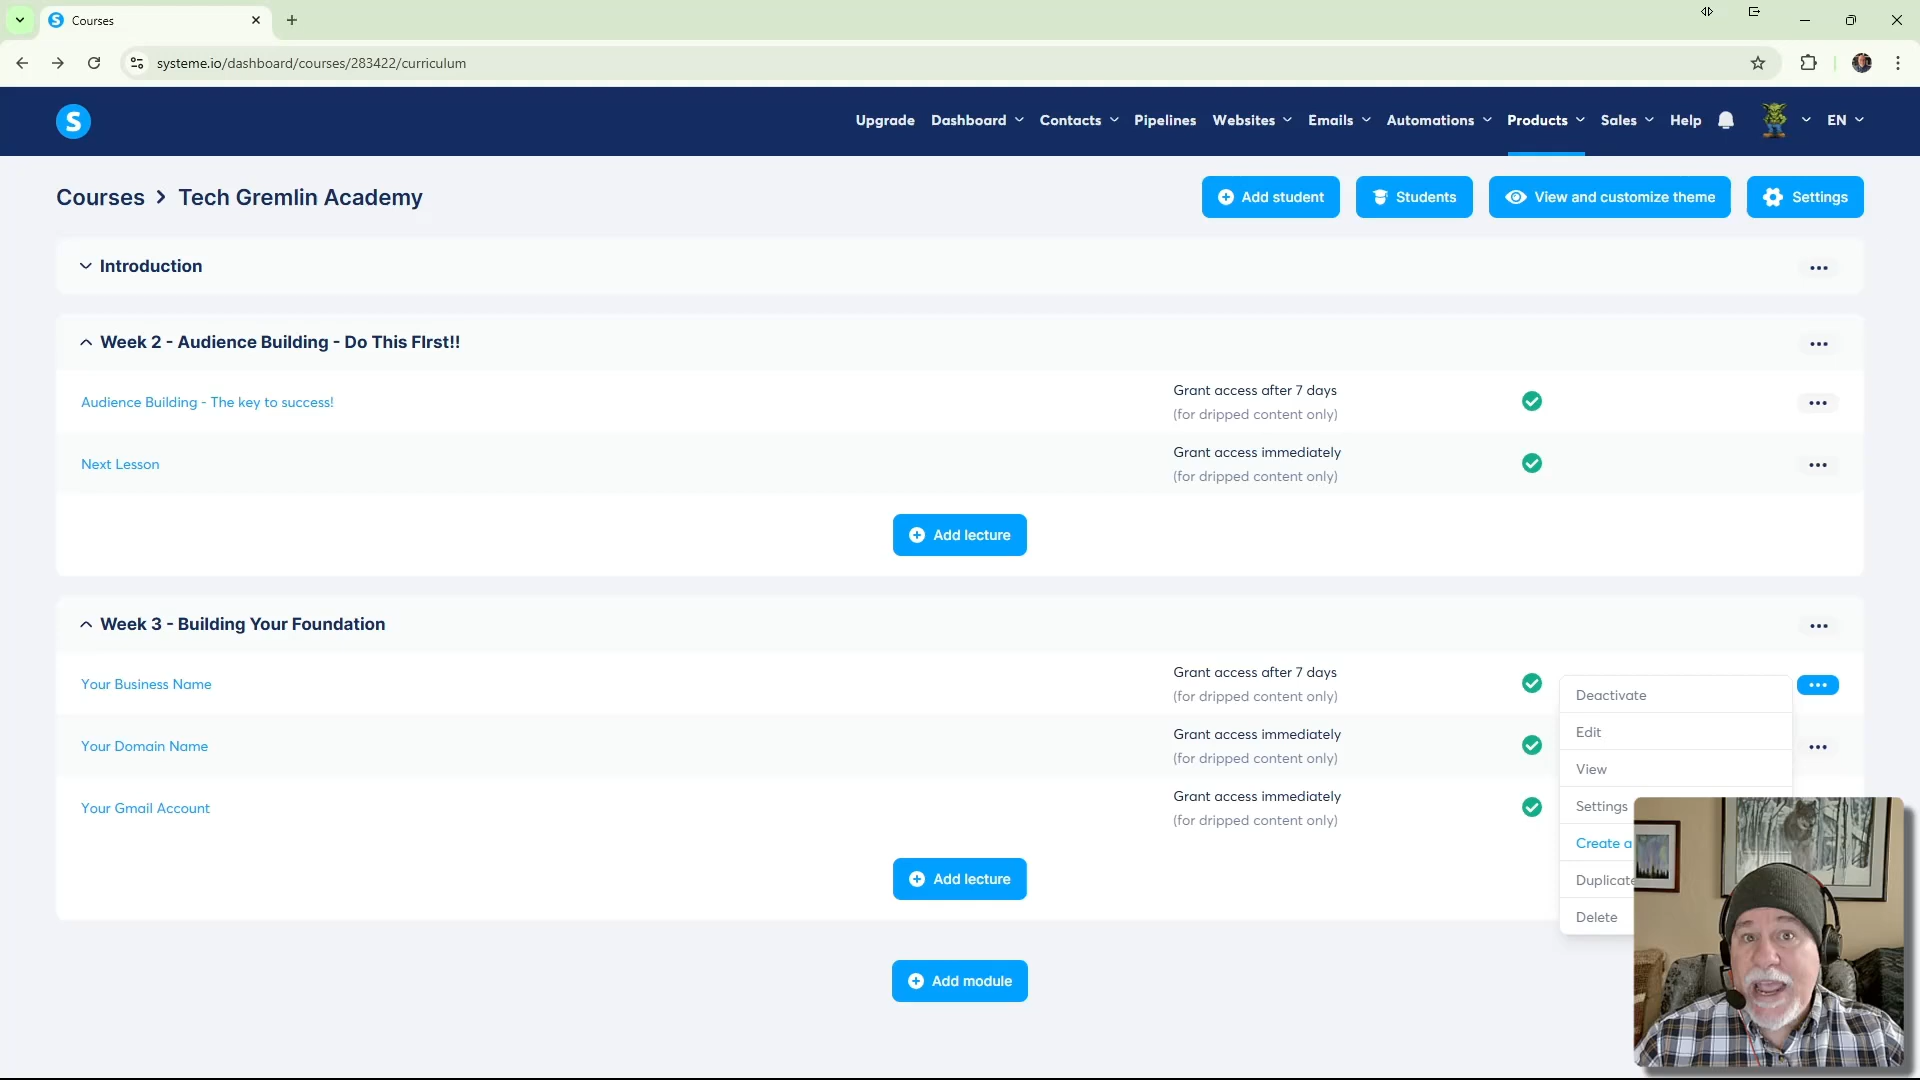 Courses
systeme.io/dashboard/courses/283422/curriculum
S
Upgrade Dashboard Contacts Pipelines Websites Emails Automations Products Sales Help EN
Courses > Tech Gremlin Academy
Add student
Students
View and customize theme
Settings
Introduction
Week 2 - Audience Building - Do This FIrst!!
Audience Building - The key to success!
Grant access after 7 days
(for dripped content only)
Next Lesson
Grant access immediately
(for dripped content only)
Add lecture
Week 3 - Building Your Foundation
Your Business Name
Grant access after 7 days
(for dripped content only)
Your Domain Name
Grant access immediately
(for dripped content only)
Your Gmail Account
Grant access immediately
(for dripped content only)
Deactivate
Edit
View
Settings
Create a
Duplicate
Delete
Add lecture
Add module